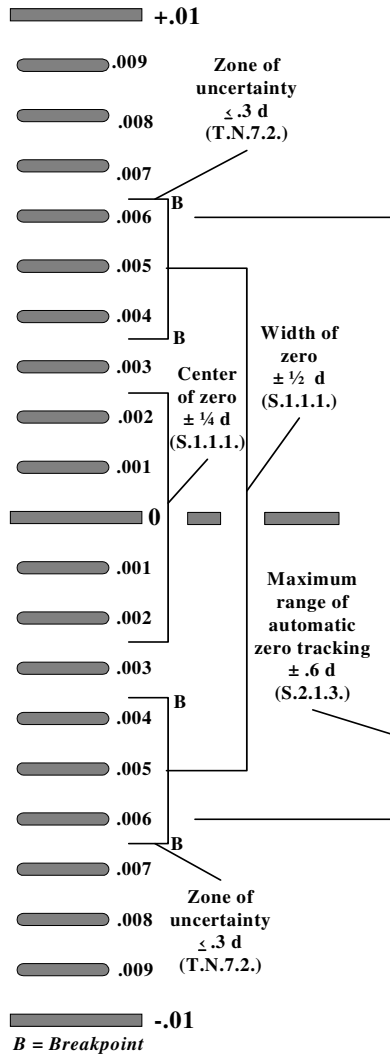 +.01
.009
Zone of
uncertainty
≤ .3 d
(T.N.7.2.)
.008
.007
B
.006
.005
.004
B
Width of
zero
± ½ d
(S.1.1.1.)
.003
Center
of zero
± ¼ d
(S.1.1.1.)
.002
.001
0
.001
Maximum
range of
automatic
zero tracking
± .6 d
(S.2.1.3.)
.002
.003
B
.004
.005
.006
B
.007
Zone of
uncertainty
≤ .3 d
(T.N.7.2.)
.008
.009
-.01
B = Breakpoint